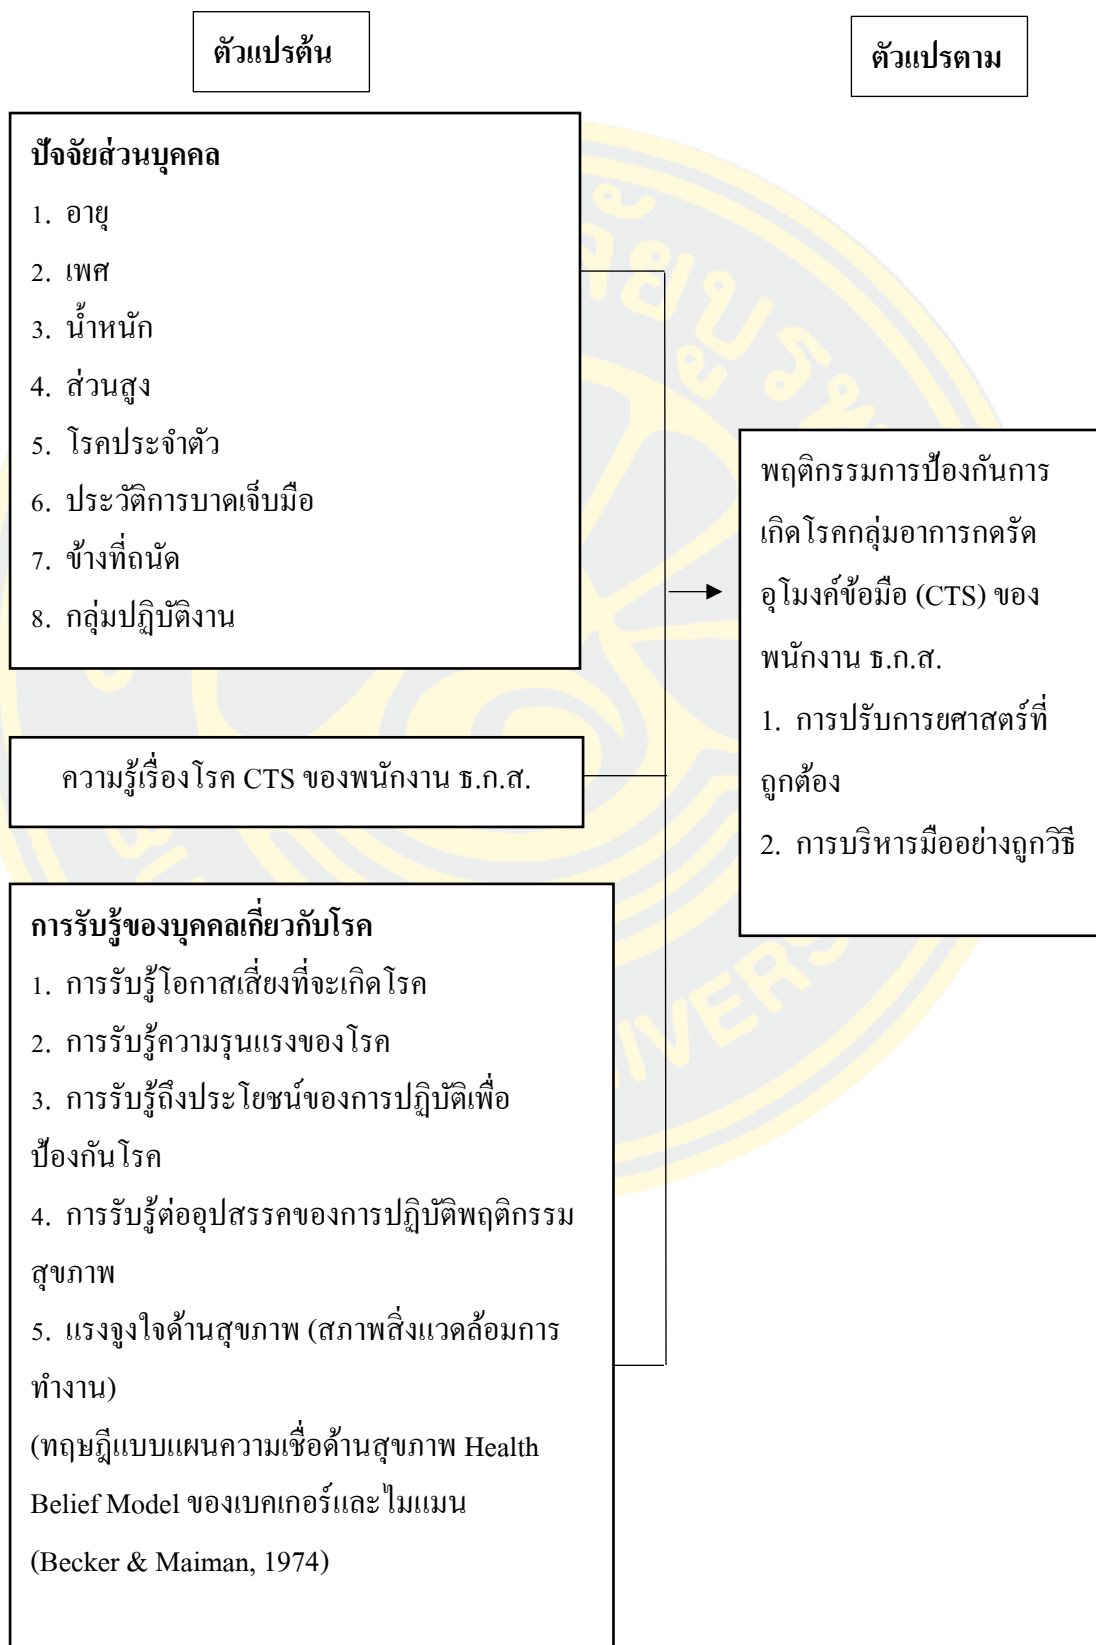 ตัวแปรต้น
ตัวแปรตาม
ปัจจัยส่วนบุคคล
1. อายุ
2. เพศ
3. น้ำหนัก
4. ส่วนสูง
5. โรคประจำตัว
6. ประวัติการบาดเจ็บมือ
7. ข้างที่ถนัด
8. กลุ่มปฏิบัติงาน
ความรู้เรื่องโรค CTS ของพนักงาน ธ.ก.ส.
การรับรู้ของบุคคลเกี่ยวกับโรค
1. การรับรู้โอกาสเสี่ยงที่จะเกิดโรค
2. การรับรู้ความรุนแรงของโรค
3. การรับรู้ถึงประโยชน์ของการปฏิบัติเพื่อ
ป้องกันโรค
4. การรับรู้ต่ออุปสรรคของการปฏิบัติพฤติกรรม
สุขภาพ
5. แรงจูงใจด้านสุขภาพ (สภาพสิ่งแวดล้อมการ
ทำงาน)
(ทฤษฎีแบบแผนความเชื่อด้านสุขภาพ Health
Belief Model ของเบคเกอร์และไมแมน
(Becker & Maiman, 1974)
พฤติกรรมการป้องกันการ
เกิดโรคกลุ่มอาการกดรัด
อุโมงค์ข้อมือ (CTS) ของ
พนักงาน ธ.ก.ส.
1. การปรับการยศาสตร์ที่
ถูกต้อง
2. การบริหารมืออย่างถูกวิธี